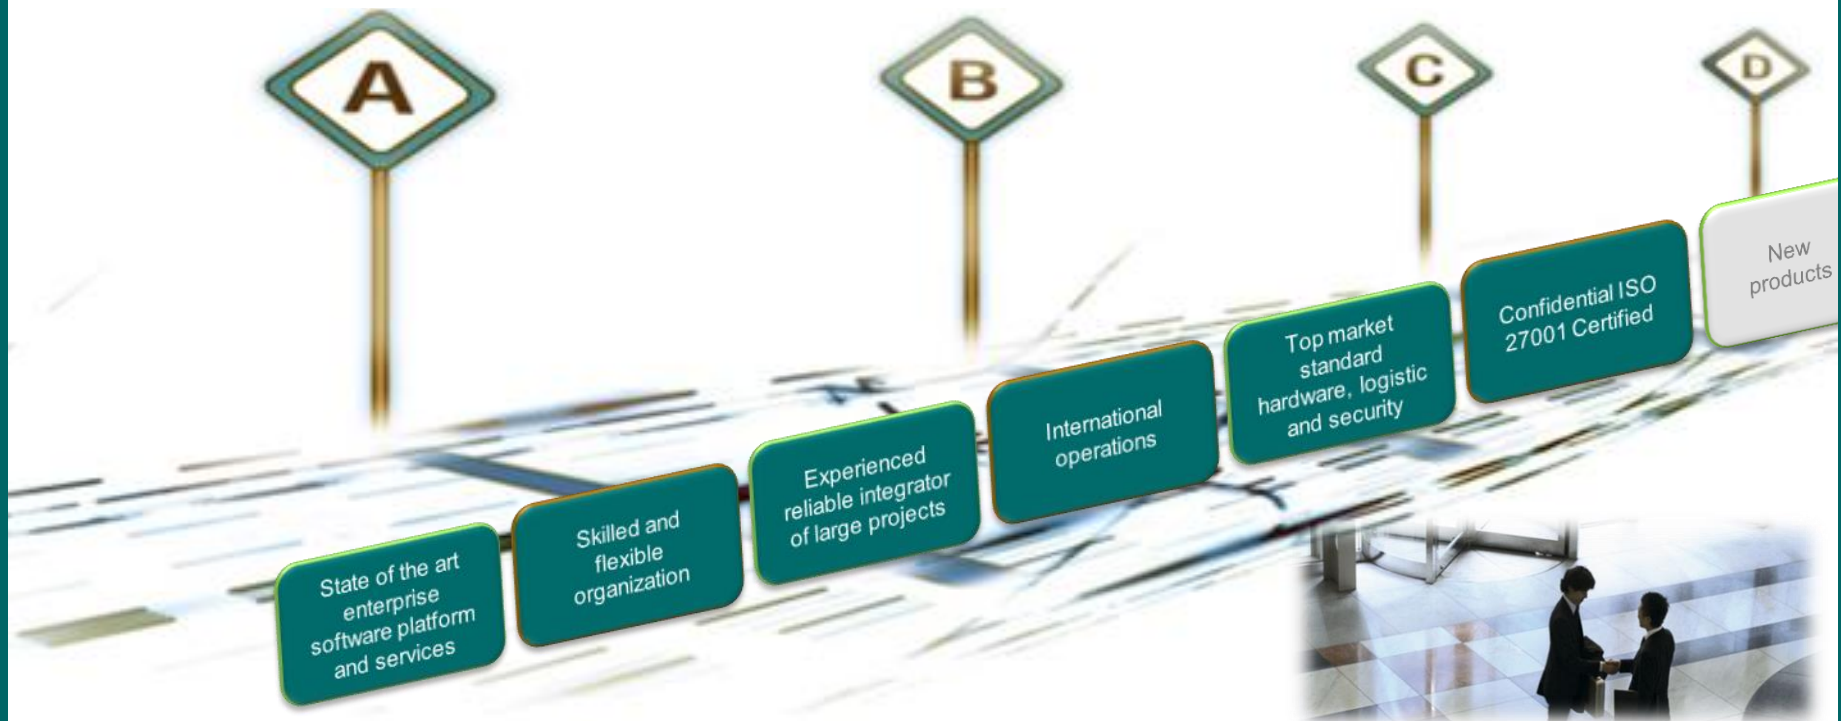 A
B
C
D
State of the art
enterprise
software platform
and services
Skilled and
flexible
organization
Experienced
reliable integrator
of large projects
International
operations
Top market
standard
hardware, logistic
and security
Confidential ISO
27001 Certified
New
products